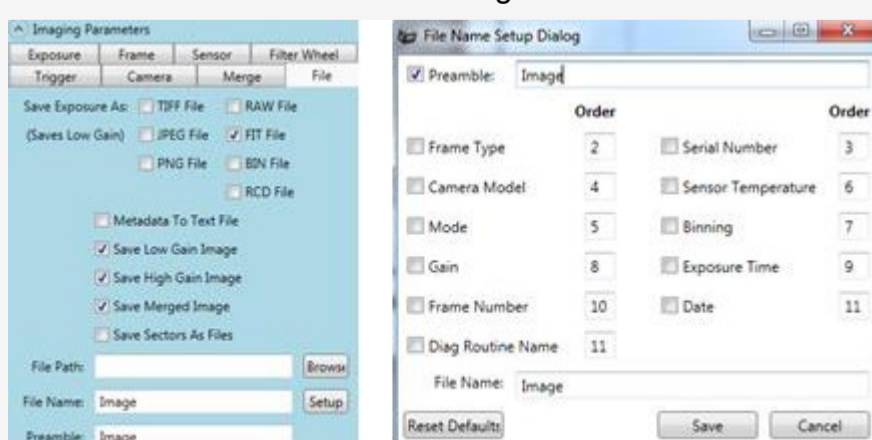 Imaging Parameters
Exposure Frame Sensor Filter Wheel
Trigger Camera Merge File
Save Exposure As: TIFF File RAW File
(Saves Low Gain) JPEG File FIT File
PNG File BIN File
RCD File
Metadata To Text File
Save Low Gain Image
Save High Gain Image
Save Merged Image
Save Sectors As Files
File Path: Browse
File Name: Image Setup
Preamble: Image
File Name Setup Dialog
Preamble: Image
Order Order
Frame Type 2 Serial Number 3
Camera Model 4 Sensor Temperature 6
Mode 5 Binning 7
Gain 8 Exposure Time 9
Frame Number 10 Date 11
Diag Routine Name 11
File Name: Image
Reset Defaults Save Cancel